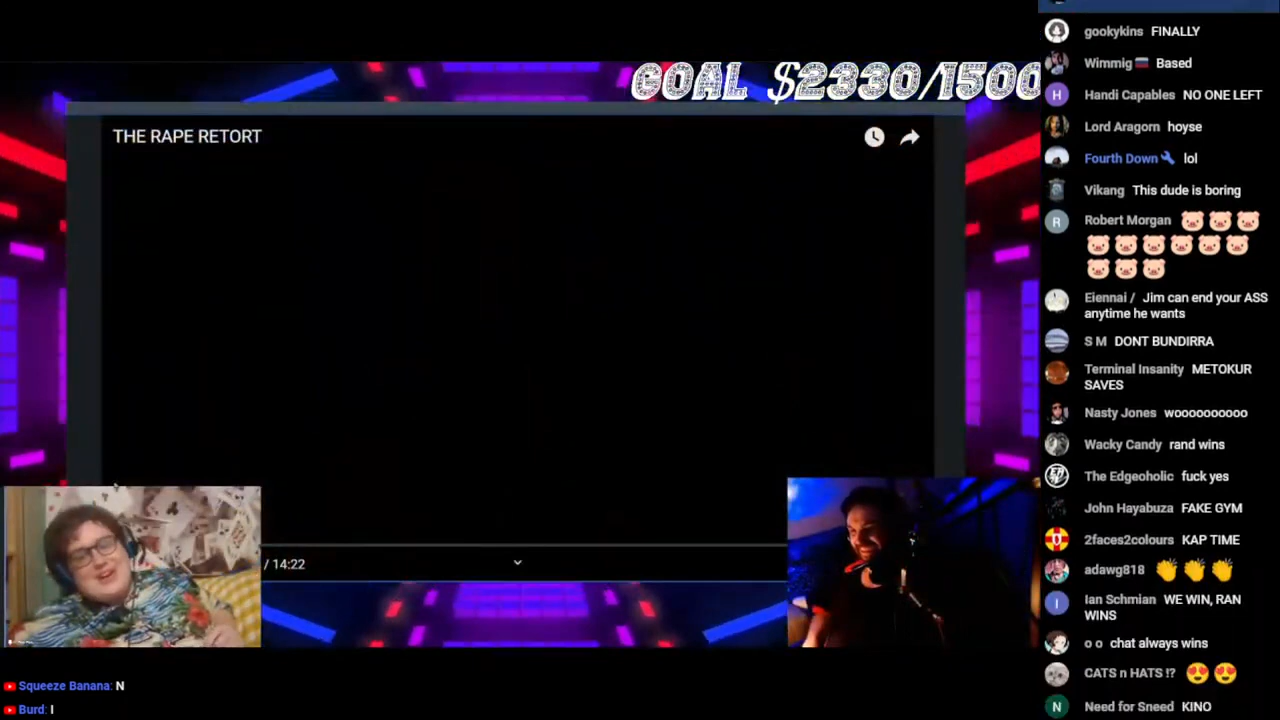 GOAL $2330/1500
THE RAPE RETORT
/ 14:22
Squeeze Banana: N
Burd: I
gookykins FINALLY
Wimmig Based
H Handi Capables NO ONE LEFT
Lord Aragorn hoyse
Fourth Down lol
Vikang This dude is boring
R Robert Morgan
Eiennai / Jim can end your ASS
anytime he wants
S M DONT BUNDIRRA
Terminal Insanity METOKUR
SAVES
Nasty Jones woooooooooo
Wacky Candy rand wins
The Edgeoholic fuck yes
John Hayabuza FAKE GYM
2faces2colours KAP TIME
adawg818
I Ian Schmian WE WIN, RAN
WINS
o o chat always wins
CATS n HATS !?
N Need for Sneed KINO